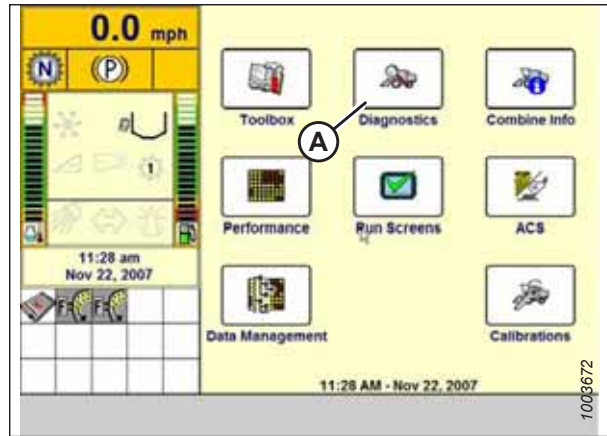 0.0 mph
N
(P)
1
11:28 am
Nov 22, 2007
Toolbox
Diagnostics
Combine Info
A
Performance
Run Screens
ACS
Data Management
Calibrations
11:28 AM - Nov 22, 2007
1003672